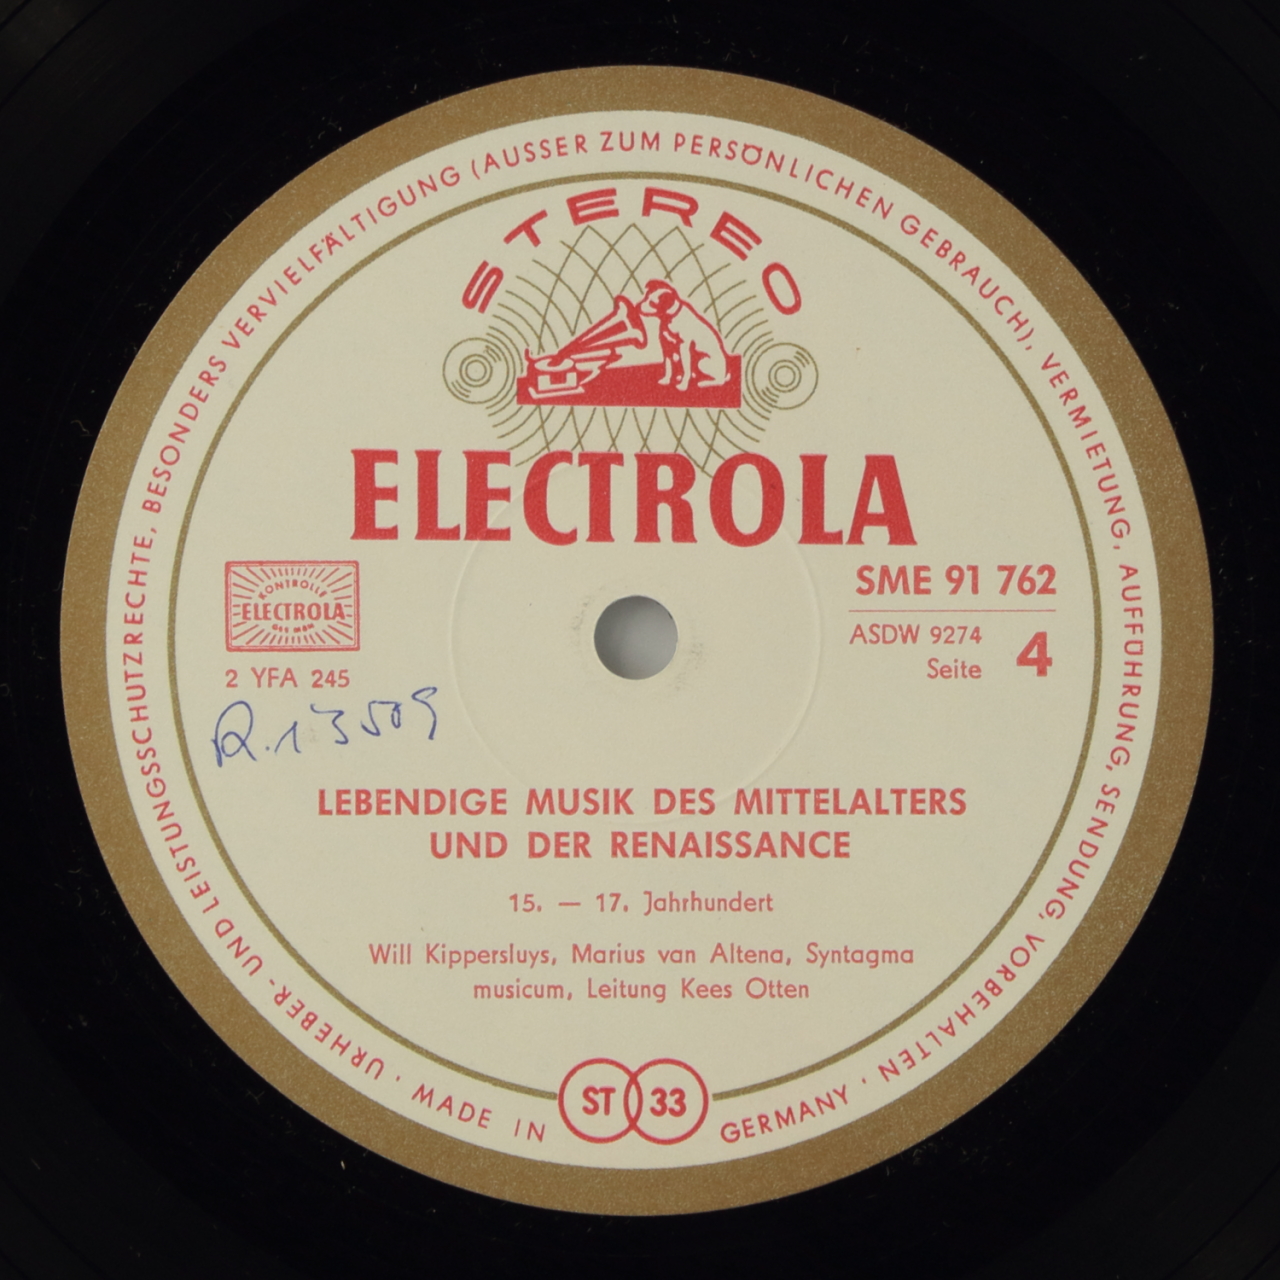 URHEBER- UND LEISTUNGSSCHUTZRECHTE, BESONDERS VERVIELFÄLTIGUNG (AUSSER ZUM PERSÖNLICHEN GEBRAUCH), VERMIETUNG, AUFFÜHRUNG, SENDUNG, VORBEHALTEN ·
STEREO
ELECTROLA
KONTROLLE
ELECTROLA
GES MBH
SME 91 762
ASDW 9274
Seite 4
2 YFA 245
R.13509
LEBENDIGE MUSIK DES MITTELALTERS
UND DER RENAISSANCE
15. — 17. Jahrhundert
Will Kippersluys, Marius van Altena, Syntagma
musicum, Leitung Kees Otten
ST 33
MADE IN GERMANY